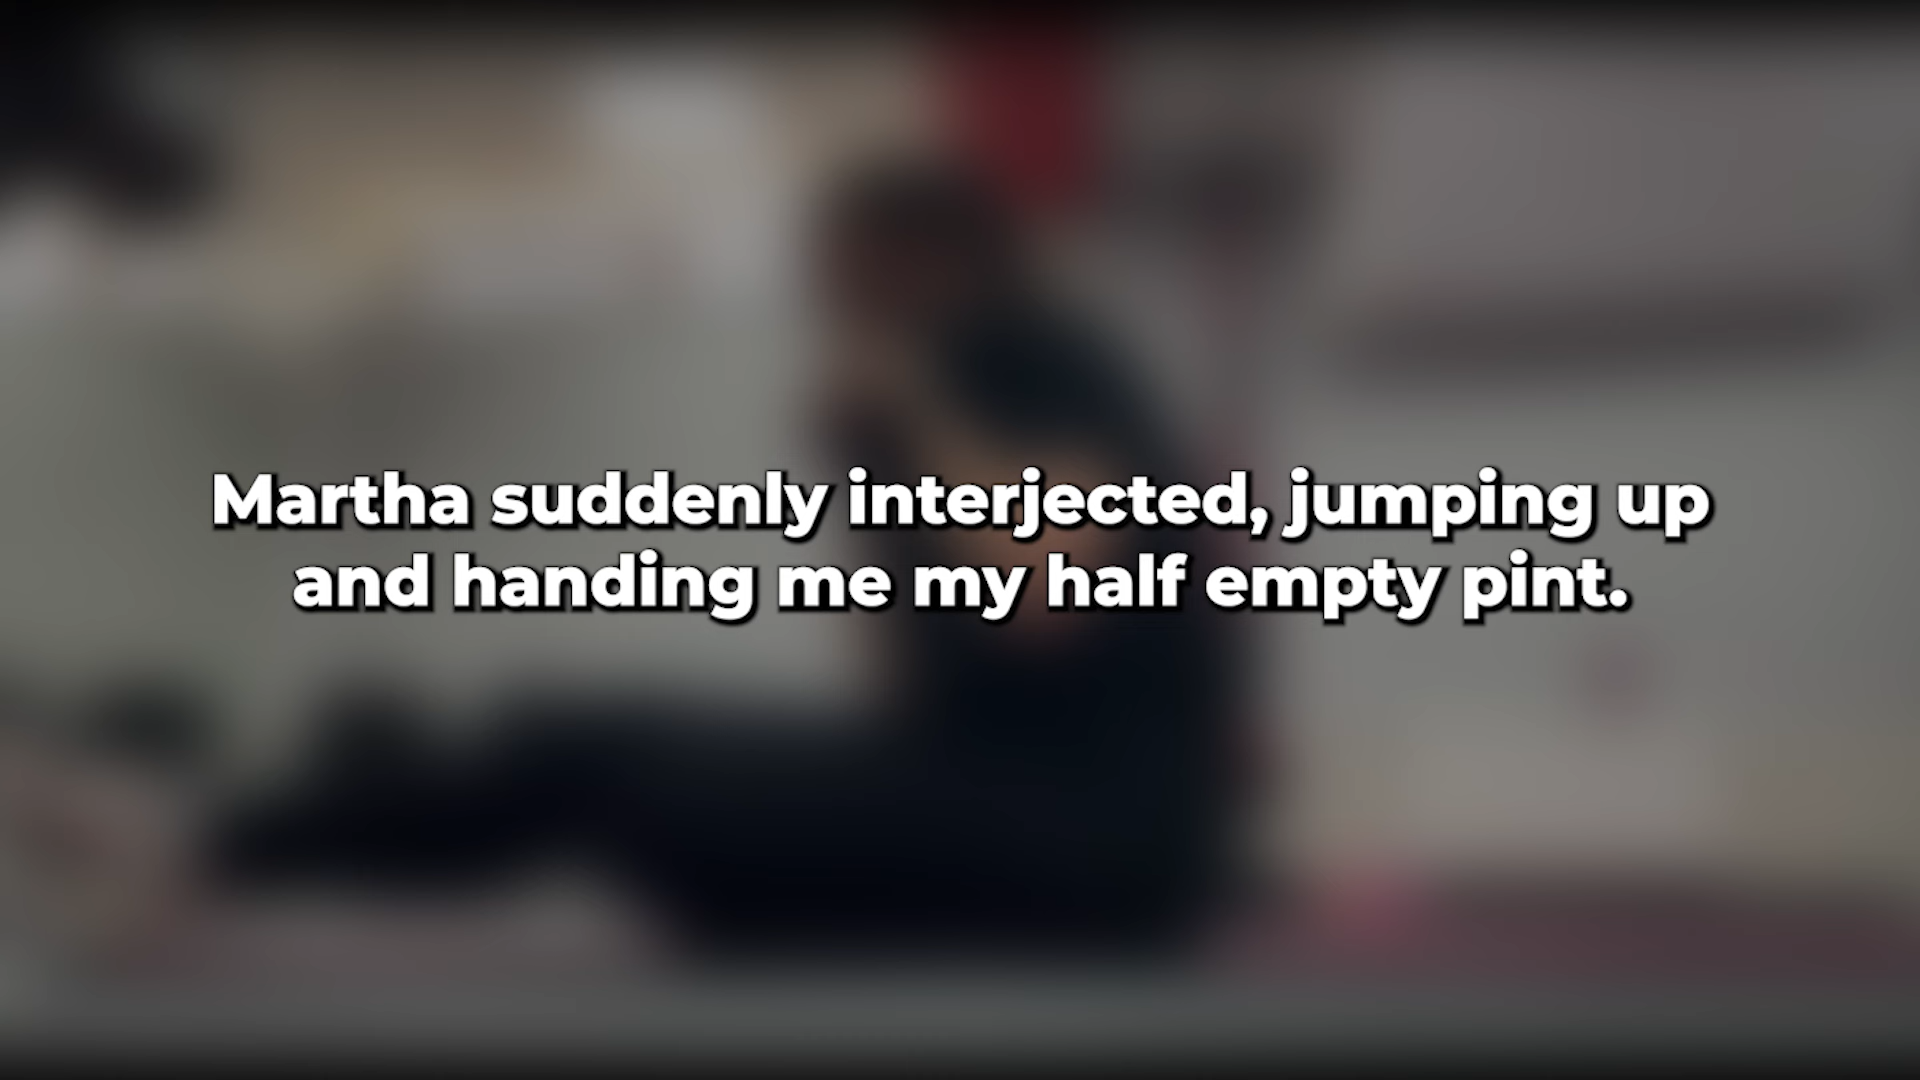 Martha suddenly interjected, jumping up
and handing me my half empty pint.